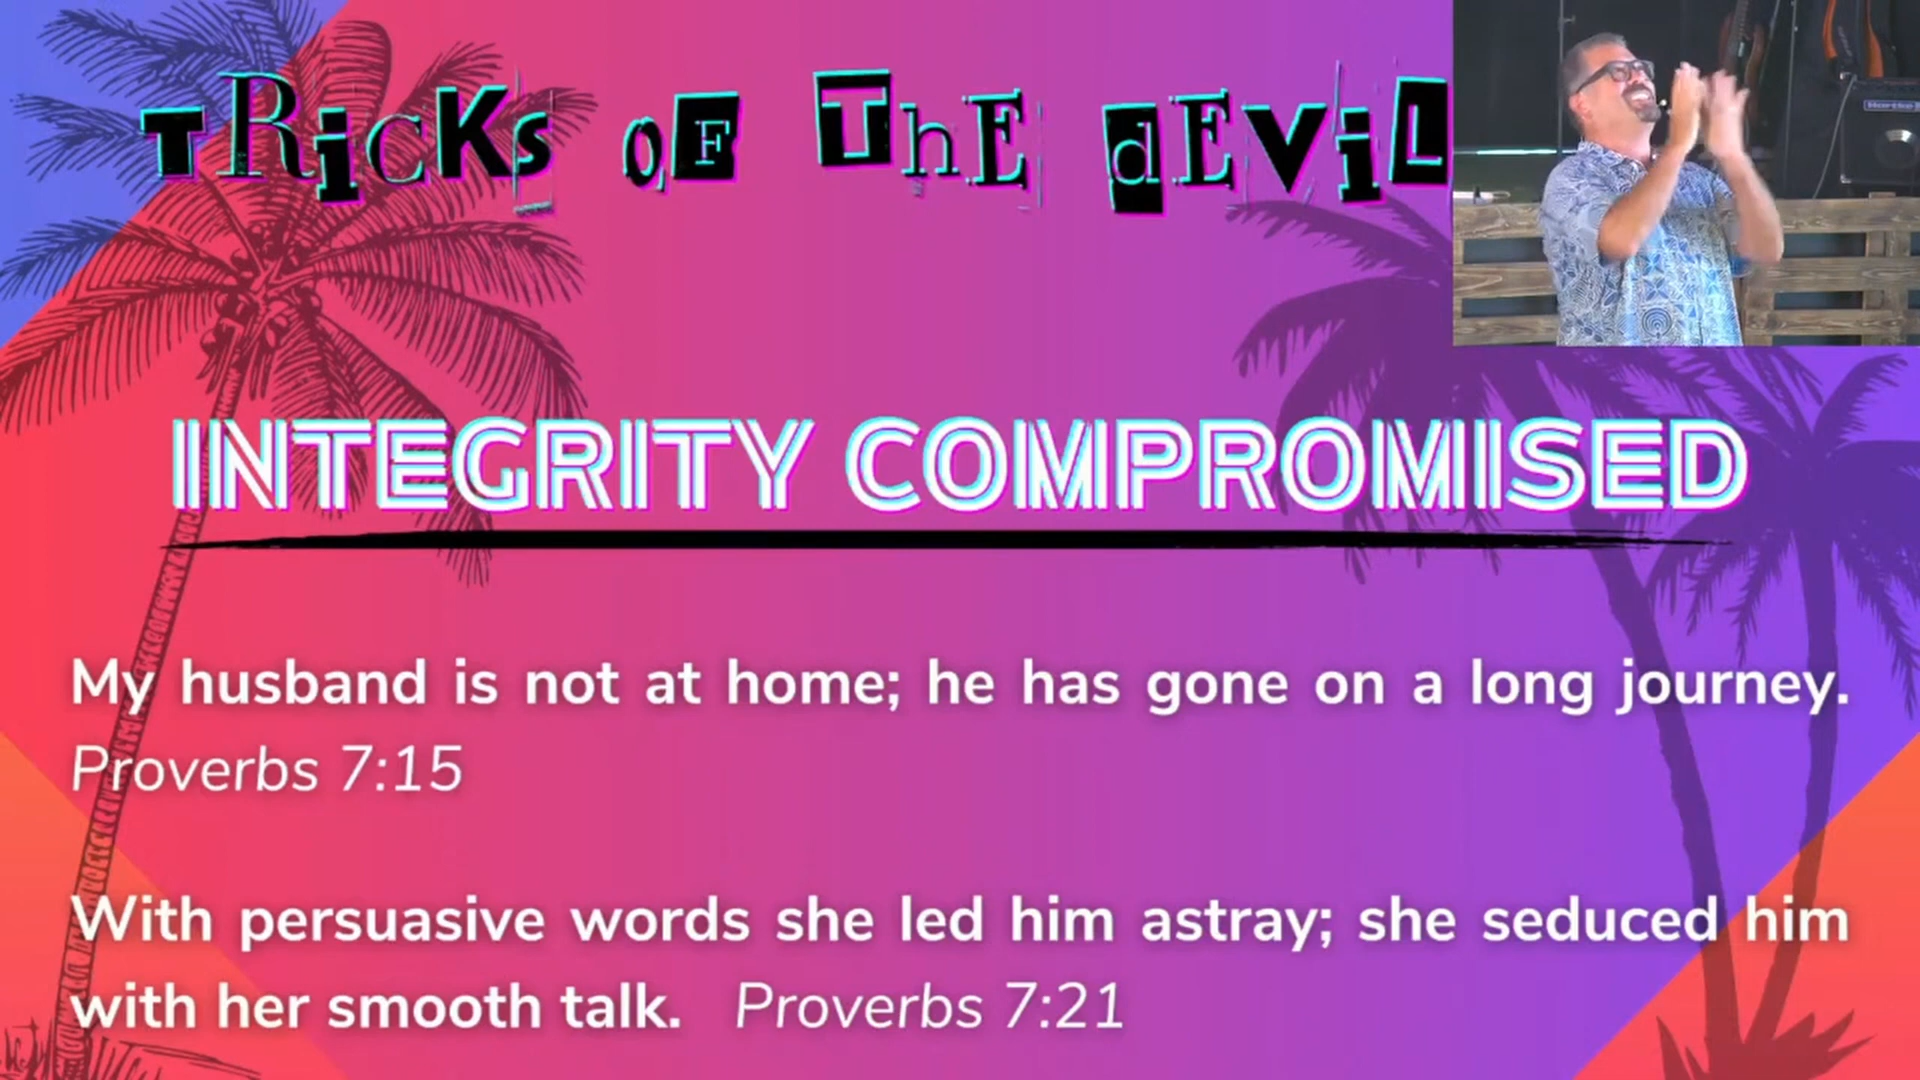 TRicKs OF ThE dEViL
INTEGRITY COMPROMISED
My husband is not at home; he has gone on a long journey.
Proverbs 7:15
With persuasive words she led him astray; she seduced him
with her smooth talk. Proverbs 7:21